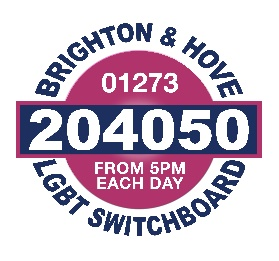 BRIGHTON & HOVE
01273
204050
FROM 5PM
EACH DAY
LGBT SWITCHBOARD